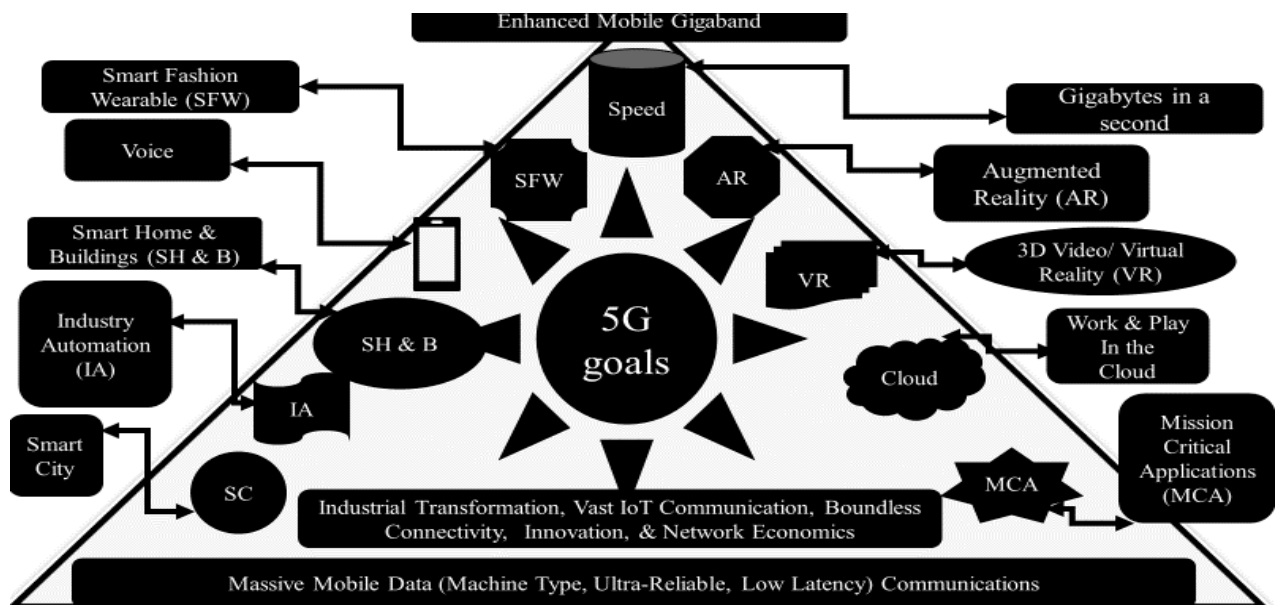 Enhanced Mobile Gigaband
Smart Fashion
Wearable (SFW)
Speed
Gigabytes in a
second
Voice
SFW
AR
Augmented
Reality (AR)
Smart Home &
Buildings (SH & B)
VR
3D Video/ Virtual
Reality (VR)
Industry
Automation
(IA)
SH & B
5G
goals
Cloud
Work & Play
In the
Cloud
IA
Smart
City
SC
MCA
Mission
Critical
Applications
(MCA)
Industrial Transformation, Vast IoT Communication, Boundless
Connectivity, Innovation, & Network Economics
Massive Mobile Data (Machine Type, Ultra-Reliable, Low Latency) Communications